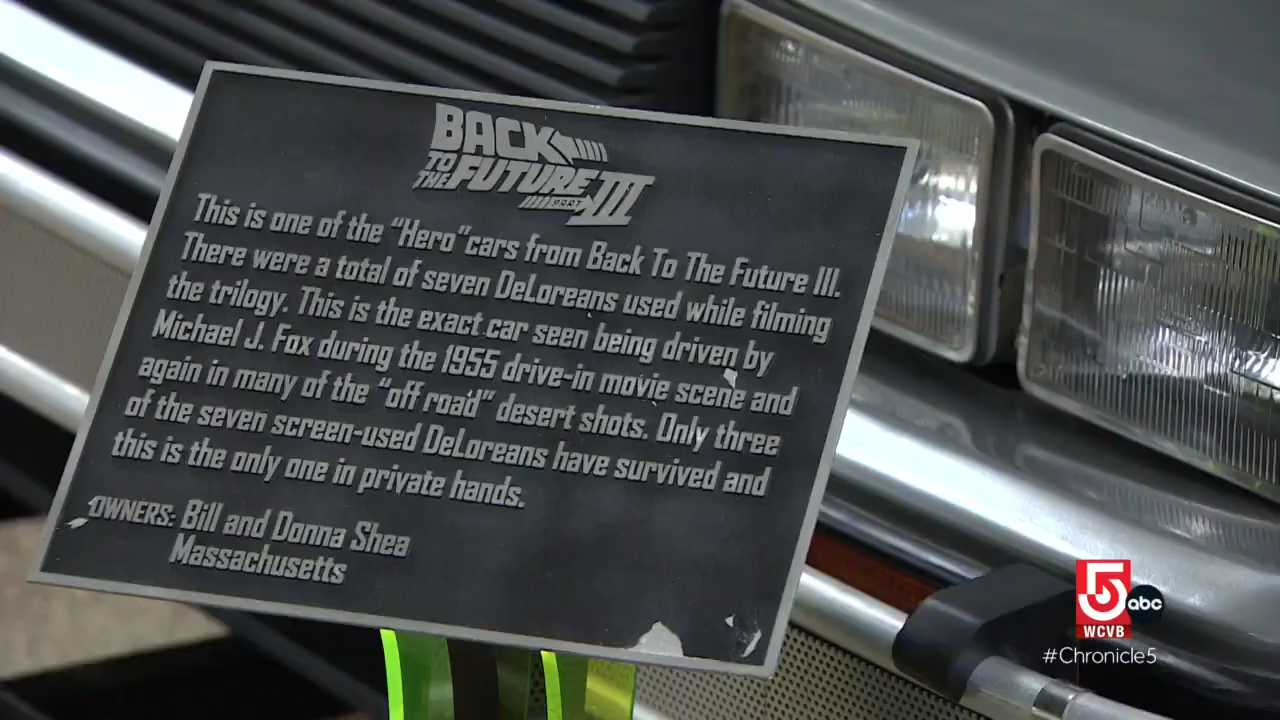 BACK
TO
THE FUTURE
PART III
This is one of the "Hero"cars from Back To The Future III.
There were a total of seven DeLoreans used while filming
the trilogy. This is the exact car seen being driven by
Michael J. Fox during the 1955 drive-in movie scene and
again in many of the "off road" desert shots. Only three
of the seven screen-used DeLoreans have survived and
this is the only one in private hands.
OWNERS: Bill and Donna Shea
Massachusetts
5 abc
WCVB
#Chronicle5